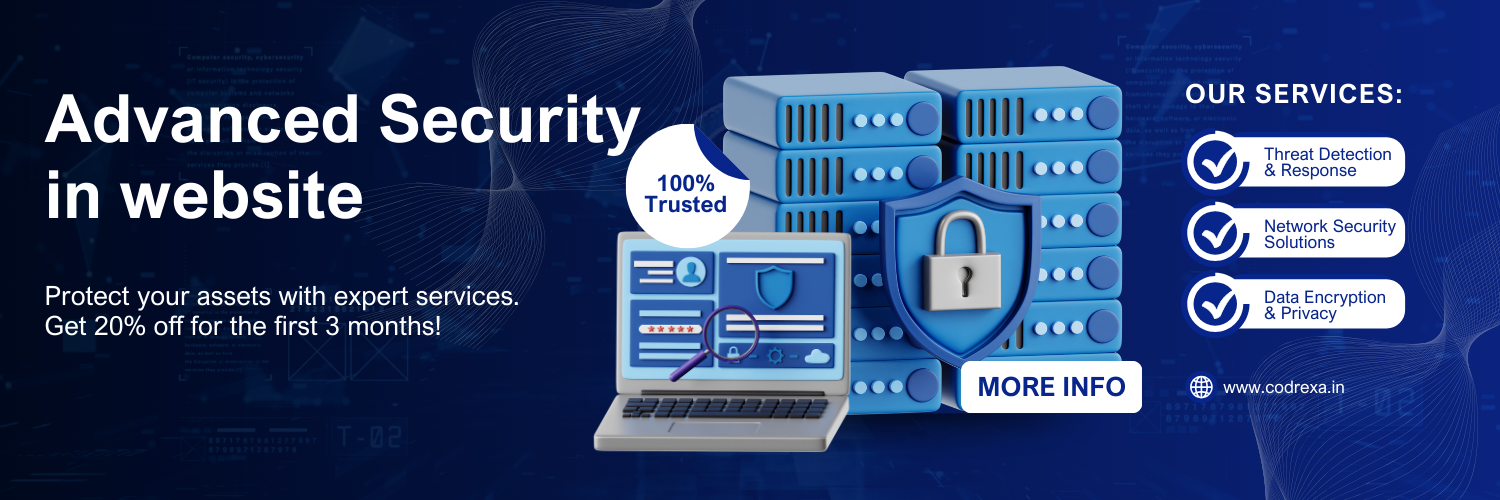 Advanced Security
in website
Protect your assets with expert services.
Get 20% off for the first 3 months!
100%
Trusted
MORE INFO
OUR SERVICES:
Threat Detection
& Response
Network Security
Solutions
Data Encryption
& Privacy
www.codrexa.in
T-02